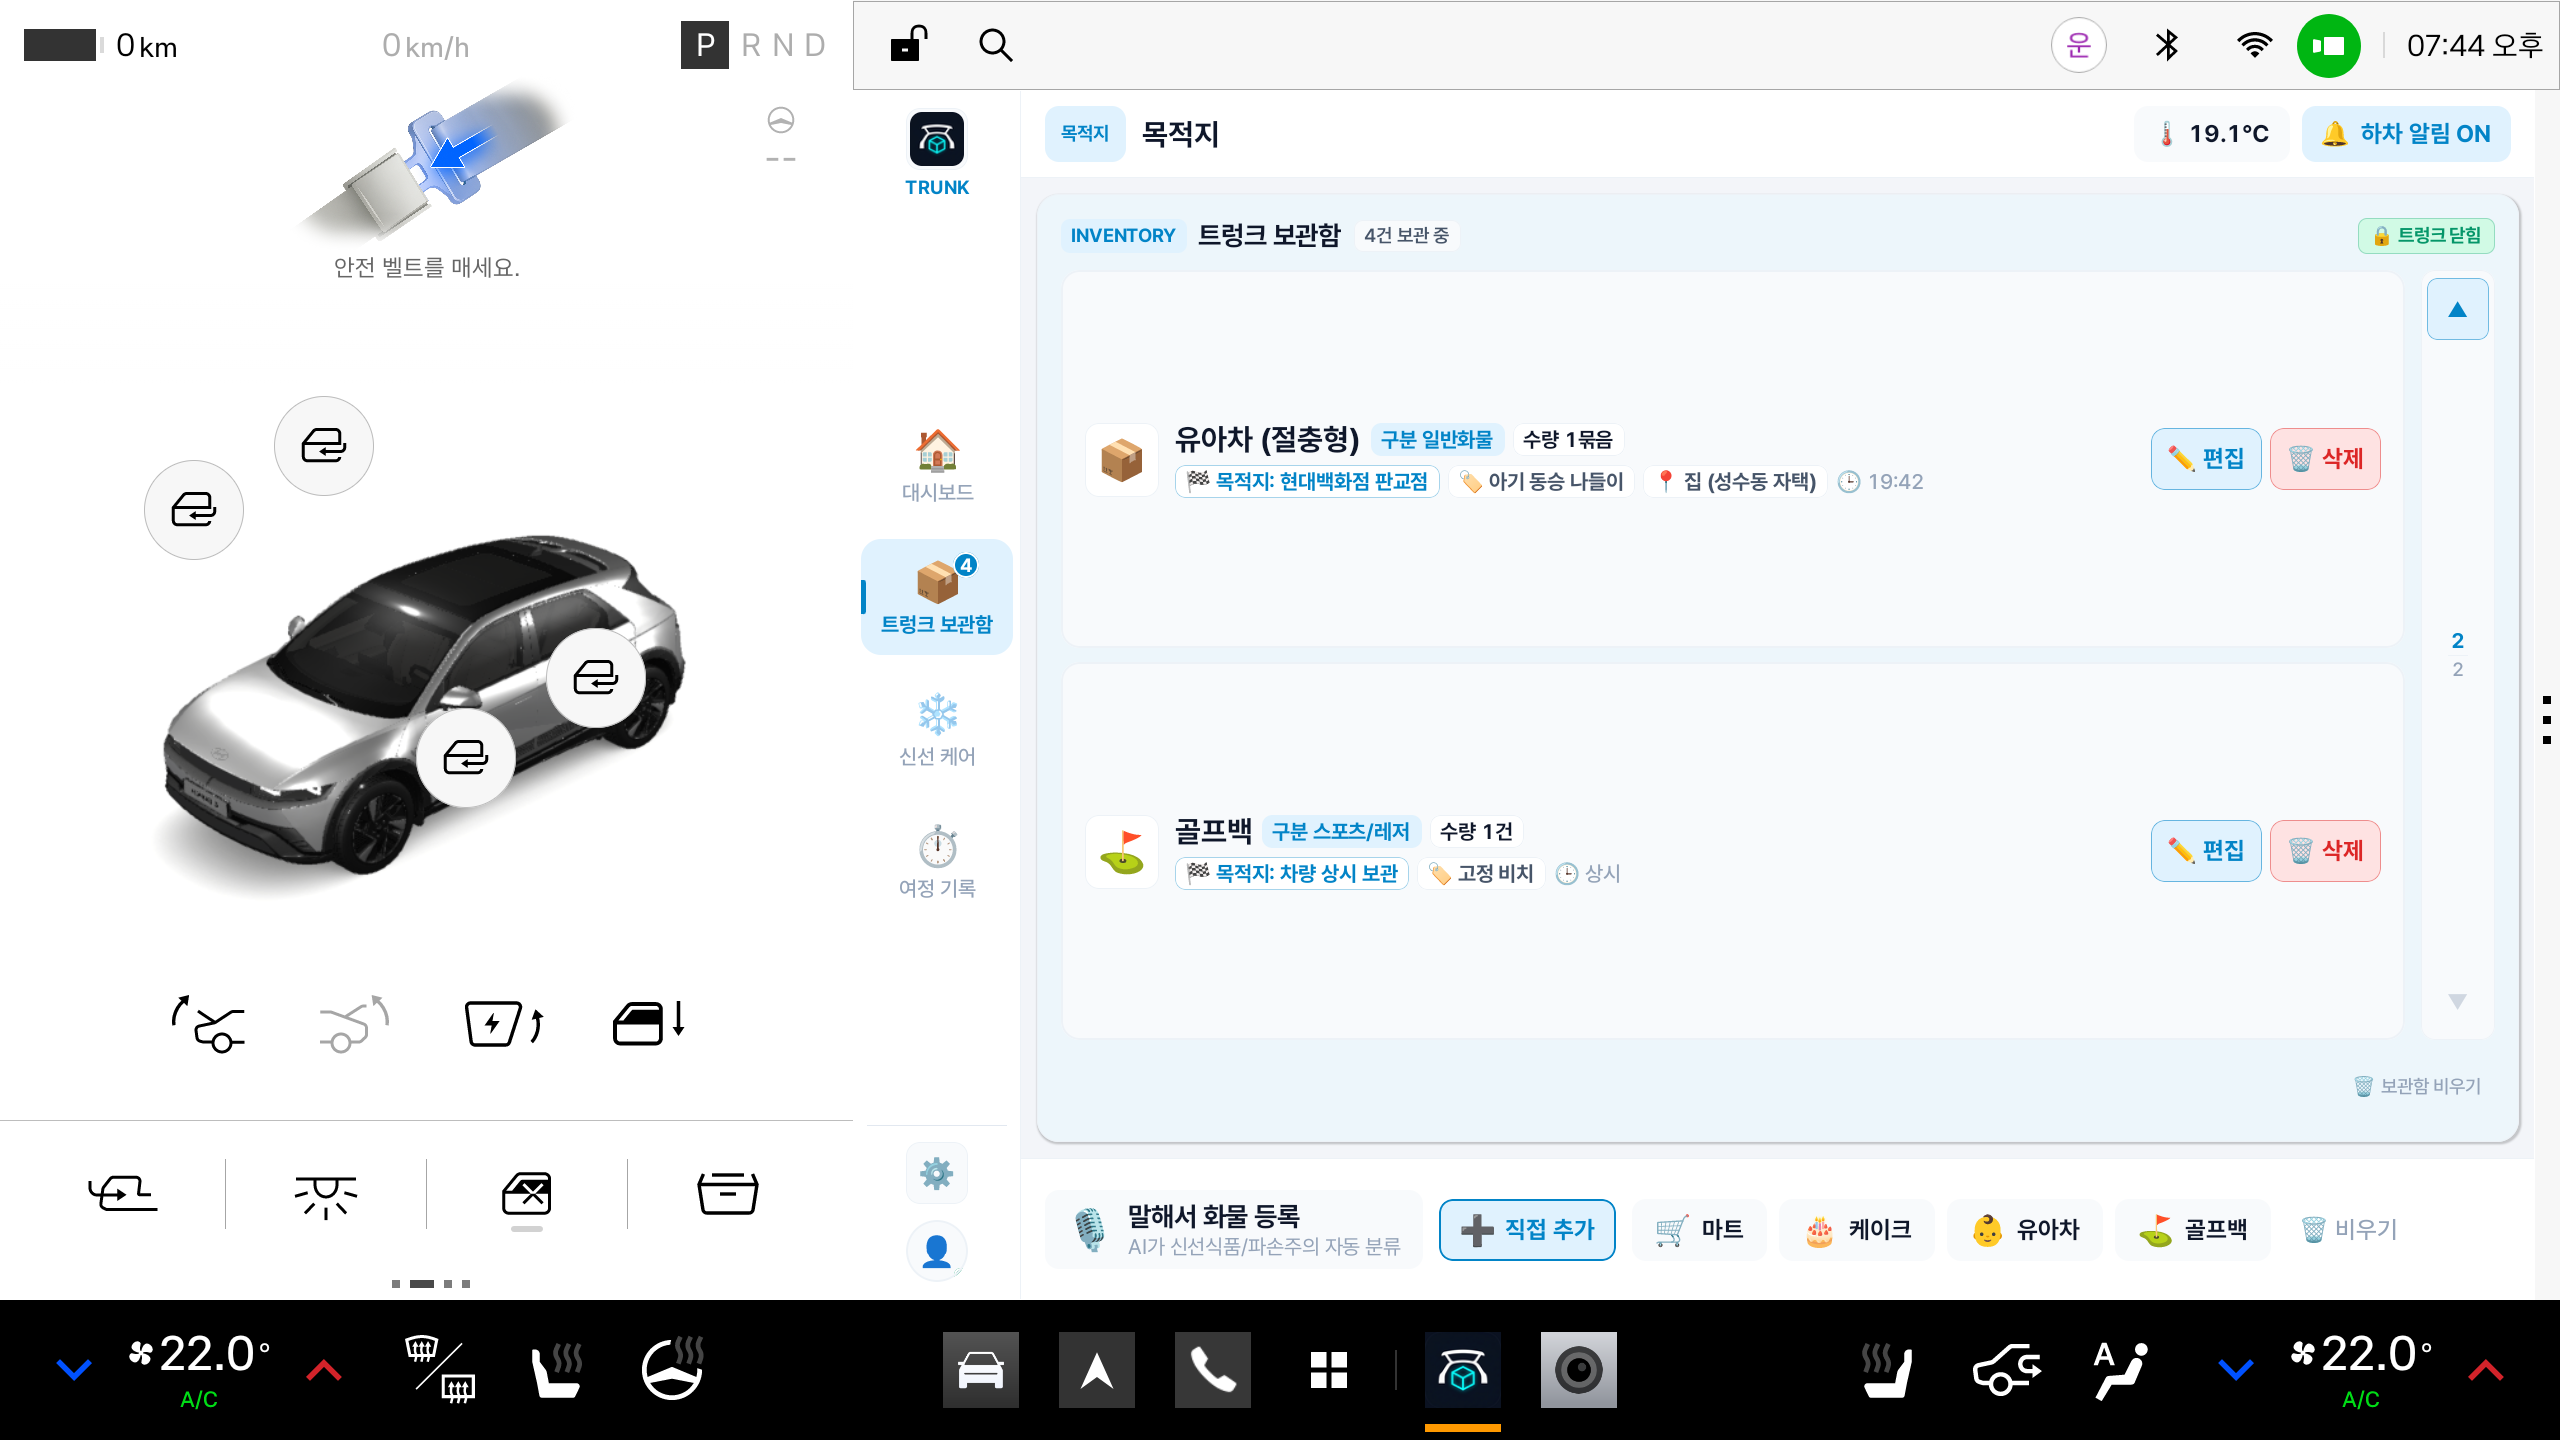 0 km
0 km/h
P R N D
운
07:44 오후
안전 벨트를 매세요.
TRUNK
대시보드
4
트렁크 보관함
신선 케어
여정 기록
목적지
목적지
19.1°C
하차 알림 ON
INVENTORY 트렁크 보관함 4건 보관 중
트렁크 닫힘
유아차 (절충형) 구분 일반화물 수량 1묶음
목적지: 현대백화점 판교점 아기 동승 나들이 집 (성수동 자택) 19:42
편집 삭제
2
2
골프백 구분 스포츠/레저 수량 1건
목적지: 차량 상시 보관 고정 비치 상시
편집 삭제
보관함 비우기
말해서 화물 등록
AI가 신선식품/파손주의 자동 분류
직접 추가 마트 케이크 유아차 골프백 비우기
22.0°
A/C
A
22.0°
A/C